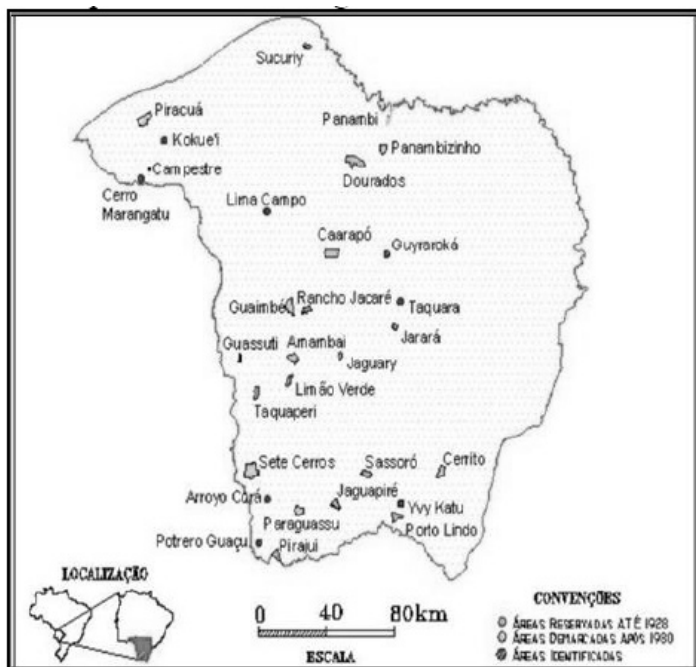 Sucuriy
Piracuá
Panambi
Kokue'i
Panambizinho
Campestre
Dourados
Cerro
Marangatu
Lima Campo
Caarapó
Guyraroká
Guaimbé
Rancho Jacaré
Taquara
Jarará
Guassuti
Amambai
Jaguary
Limão Verde
Taquaperi
Sete Cerros
Sassoró
Cerrito
Arroyo Corá
Jaguapiré
Yvy Katu
Paraguassu
Porto Lindo
Potrero Guaçu
Pirajui
LOCALIZAÇÃO
0 40 80 km
ESCALA
CONVENÇÕES
ÁREAS RESERVADAS ATÉ 1928
ÁREAS DEMARCADAS APÓS 1980
ÁREAS IDENTIFICADAS